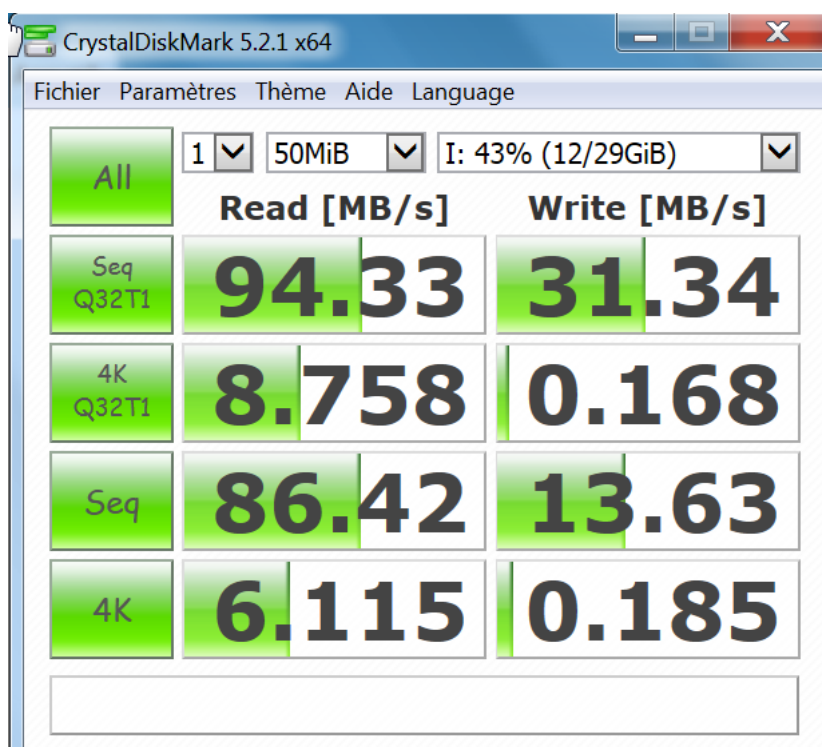 CrystalDiskMark 5.2.1 x64
Fichier Paramètres Thème Aide Language
All 1 50MiB I: 43% (12/29GiB)
Read [MB/s] Write [MB/s]
Seq Q32T1 94.33 31.34
4K Q32T1 8.758 0.168
Seq 86.42 13.63
4K 6.115 0.185